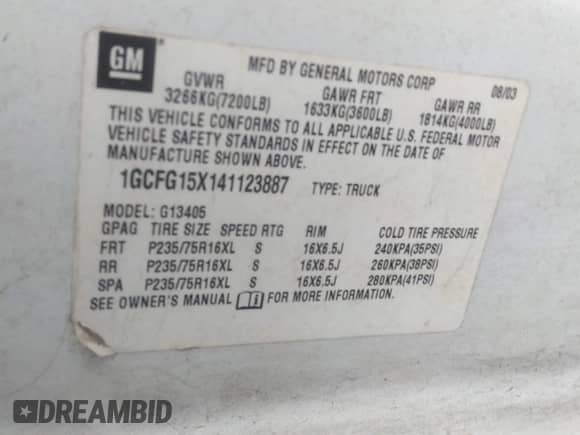 GM
MFD BY GENERAL MOTORS CORP 08/03
GVWR GAWR FRT GAWR RR
3266KG(7200LB) 1633KG(3600LB) 1814KG(4000LB)
THIS VEHICLE CONFORMS TO ALL APPLICABLE U.S. FEDERAL MOTOR
VEHICLE SAFETY STANDARDS IN EFFECT ON THE DATE OF
MANUFACTURE SHOWN ABOVE.
1GCFG15X141123887 TYPE: TRUCK
MODEL: G13405
GPAG TIRE SIZE SPEED RTG RIM COLD TIRE PRESSURE
FRT P235/75R16XL S 16X6.5J 240KPA(35PSI)
RR P235/75R16XL S 16X6.5J 260KPA(38PSI)
SPA P235/75R16XL S 16X6.5J 280KPA(41PSI)
SEE OWNER'S MANUAL i FOR MORE INFORMATION.
DREAMBID